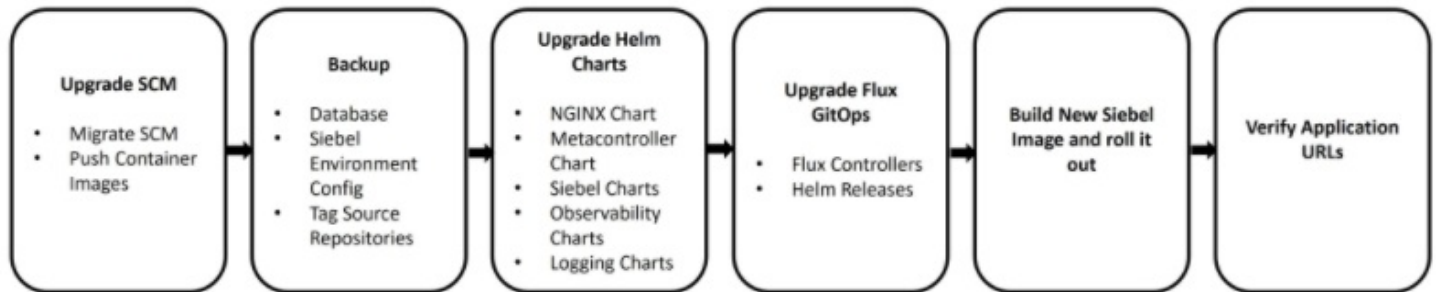 Upgrade SCM
• Migrate SCM
• Push Container
Images
Backup
• Database
• Siebel
Environment
Config
• Tag Source
Repositories
Upgrade Helm
Charts
• NGINX Chart
• Metacontroller
Chart
• Siebel Charts
• Observability
Charts
• Logging Charts
Upgrade Flux
GitOps
• Flux Controllers
• Helm Releases
Build New Siebel
Image and roll it
out
Verify Application
URLs